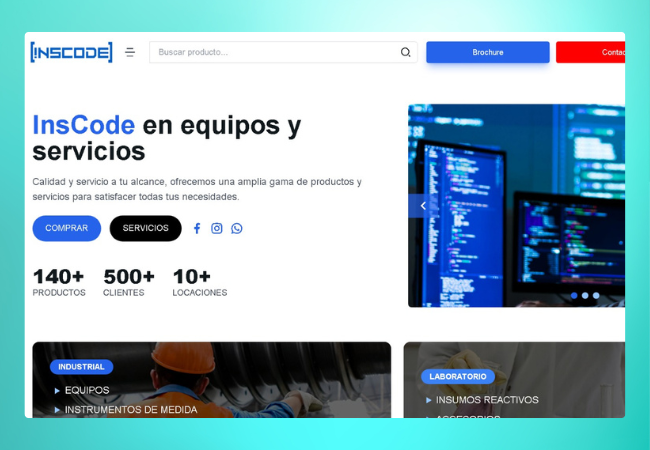 [INSCODE]
Buscar producto...
Brochure
InsCode en equipos y
servicios
Calidad y servicio a tu alcance, ofrecemos una amplia gama de productos y
servicios para satisfacer todas tus necesidades.
COMPRAR
SERVICIOS
140+ 500+ 10+
PRODUCTOS CLIENTES LOCACIONES
INDUSTRIAL
EQUIPOS
INSTRUMENTOS DE MEDIDA
LABORATORIO
INSUMOS REACTIVOS
ACCESORIOS